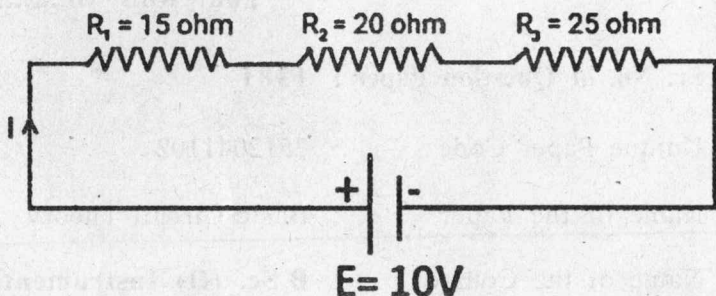 R₁ = 15 ohm R₂ = 20 ohm R₃ = 25 ohm
I
+ -
E= 10V